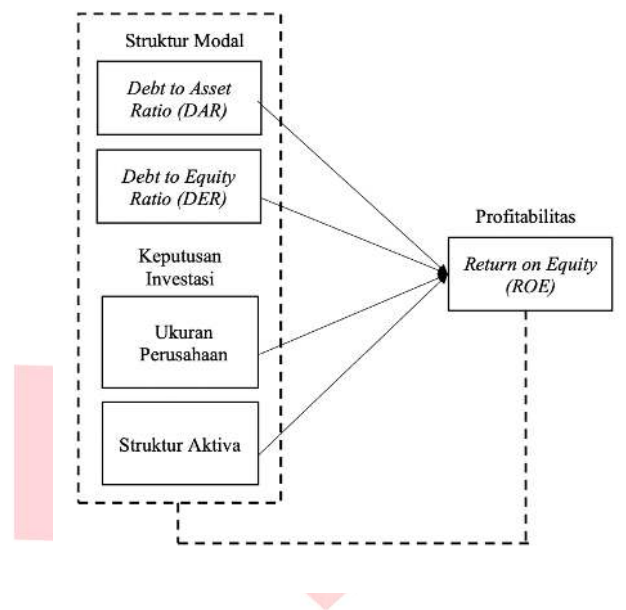 Struktur Modal
Debt to Asset
Ratio (DAR)
Debt to Equity
Ratio (DER)
Keputusan
Investasi
Ukuran
Perusahaan
Struktur Aktiva
Profitabilitas
Return on Equity
(ROE)